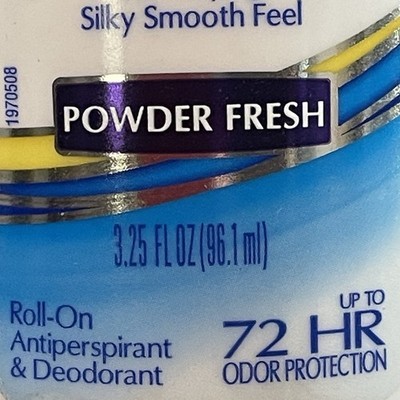 Silky Smooth Feel
1970508
POWDER FRESH
3.25 FL OZ (96.1 ml)
Roll-On
Antiperspirant
& Deodorant
UP TO
72 HR
ODOR PROTECTION